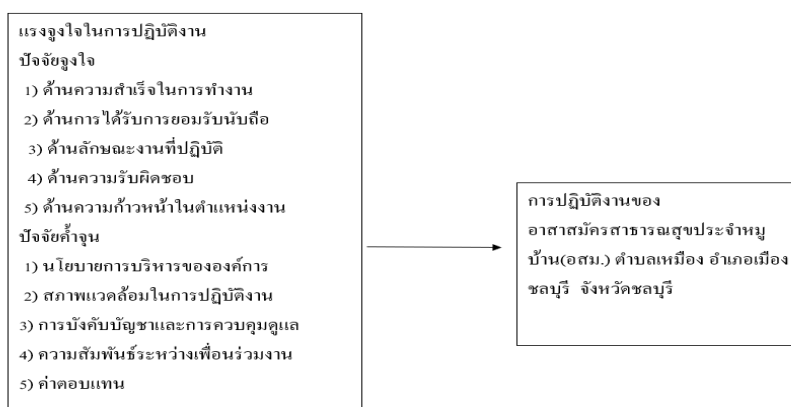 แรงจูงใจในการปฏิบัติงาน
ปัจจัยจูงใจ
1) ด้านความสำเร็จในการทำงาน
2) ด้านการได้รับการยอมรับนับถือ
3) ด้านลักษณะงานที่ปฏิบัติ
4) ด้านความรับผิดชอบ
5) ด้านความก้าวหน้าในตำแหน่งงาน
ปัจจัยค้ำจุน
1) นโยบายการบริหารขององค์การ
2) สภาพแวดล้อมในการปฏิบัติงาน
3) การบังคับบัญชาและการควบคุมดูแล
4) ความสัมพันธ์ระหว่างเพื่อนร่วมงาน
5) ค่าตอบแทน
การปฏิบัติงานของ
อาสาสมัครสาธารณสุขประจำหมู
บ้าน(อสม.) ตำบลเหมือง อำเภอเมือง
ชลบุรี จังหวัดชลบุรี